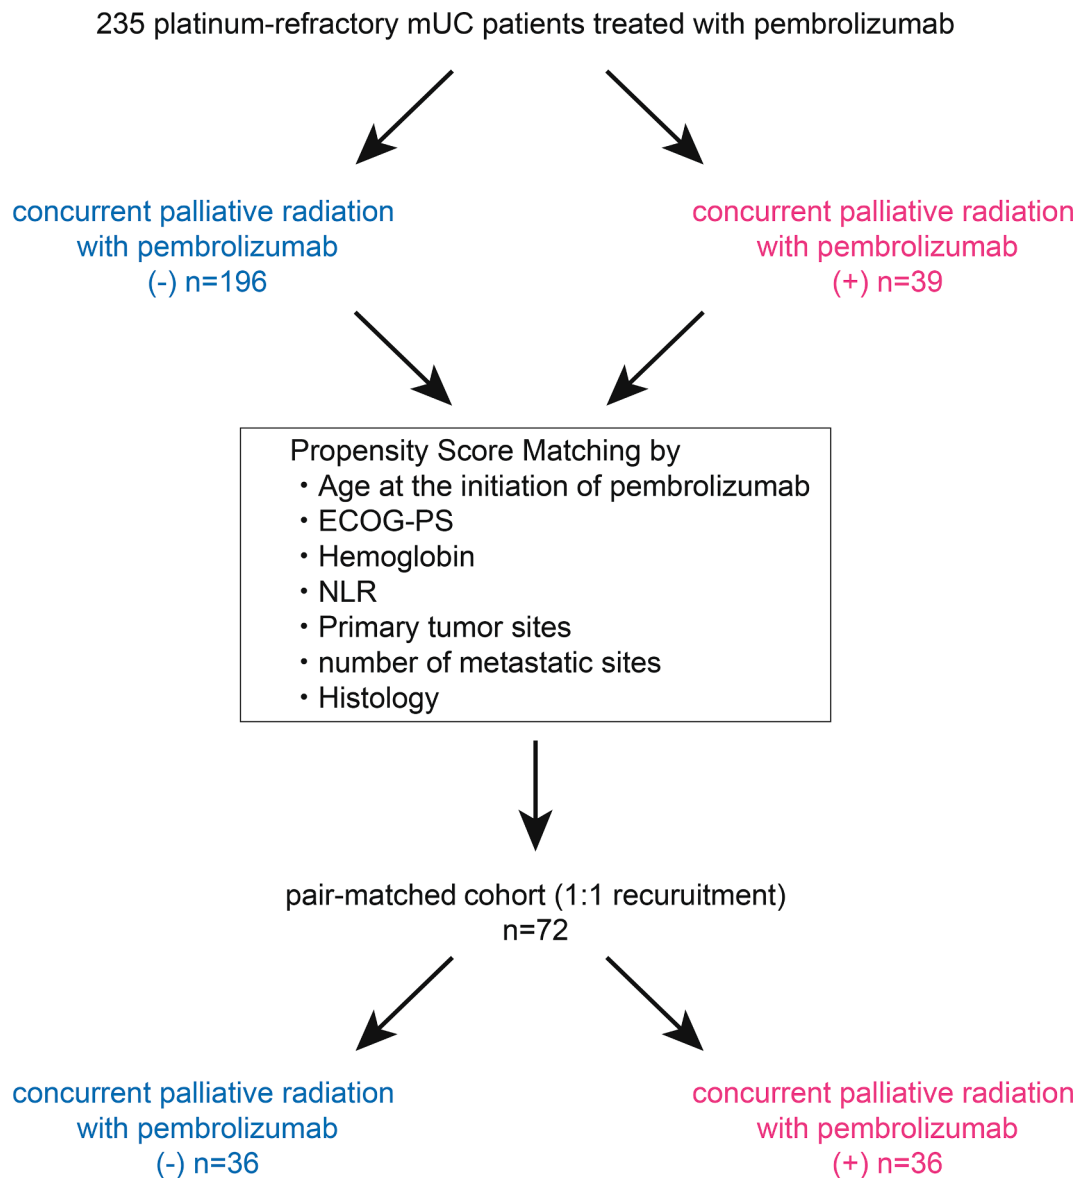 235 platinum-refractory mUC patients treated with pembrolizumab
concurrent palliative radiation
with pembrolizumab
(-) n=196
concurrent palliative radiation
with pembrolizumab
(+) n=39
Propensity Score Matching by
・Age at the initiation of pembrolizumab
・ECOG-PS
・Hemoglobin
・NLR
・Primary tumor sites
・number of metastatic sites
・Histology
pair-matched cohort (1:1 recuruitment)
n=72
concurrent palliative radiation
with pembrolizumab
(-) n=36
concurrent palliative radiation
with pembrolizumab
(+) n=36